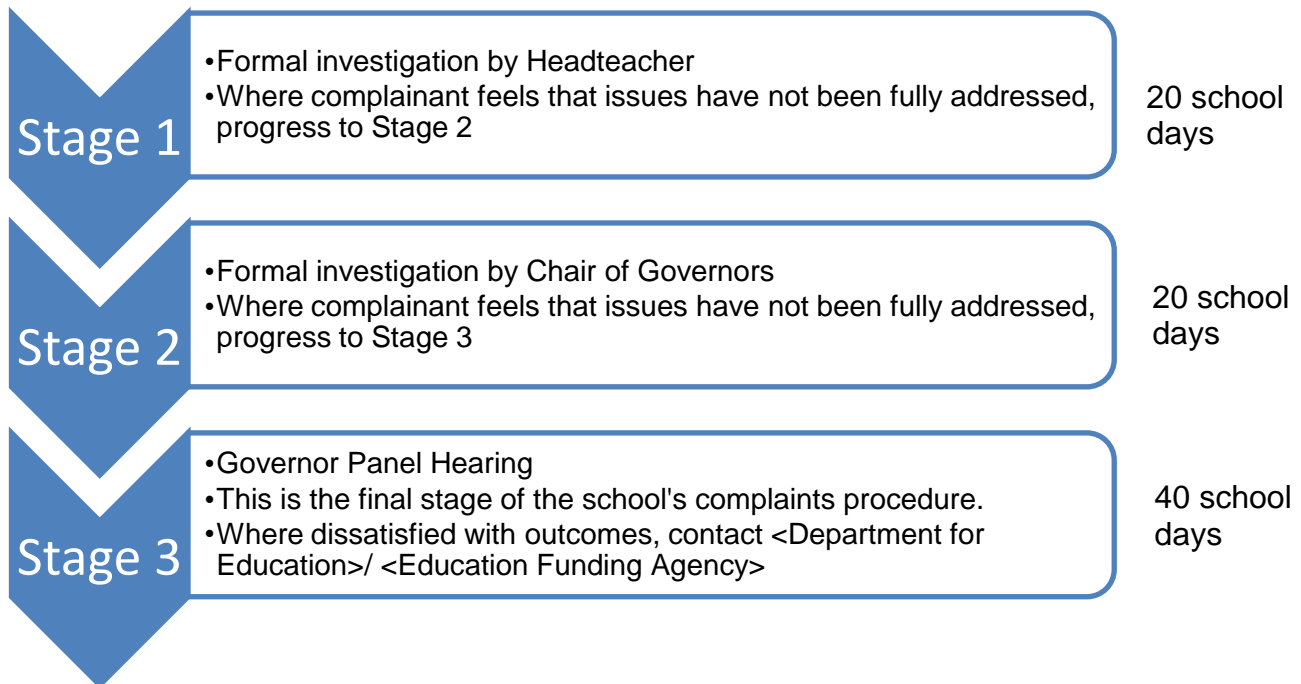 Stage 1
•Formal investigation by Headteacher
•Where complainant feels that issues have not been fully addressed,
progress to Stage 2
20 school
days
Stage 2
•Formal investigation by Chair of Governors
•Where complainant feels that issues have not been fully addressed,
progress to Stage 3
20 school
days
Stage 3
•Governor Panel Hearing
•This is the final stage of the school's complaints procedure.
•Where dissatisfied with outcomes, contact <Department for
Education>/ <Education Funding Agency>
40 school
days